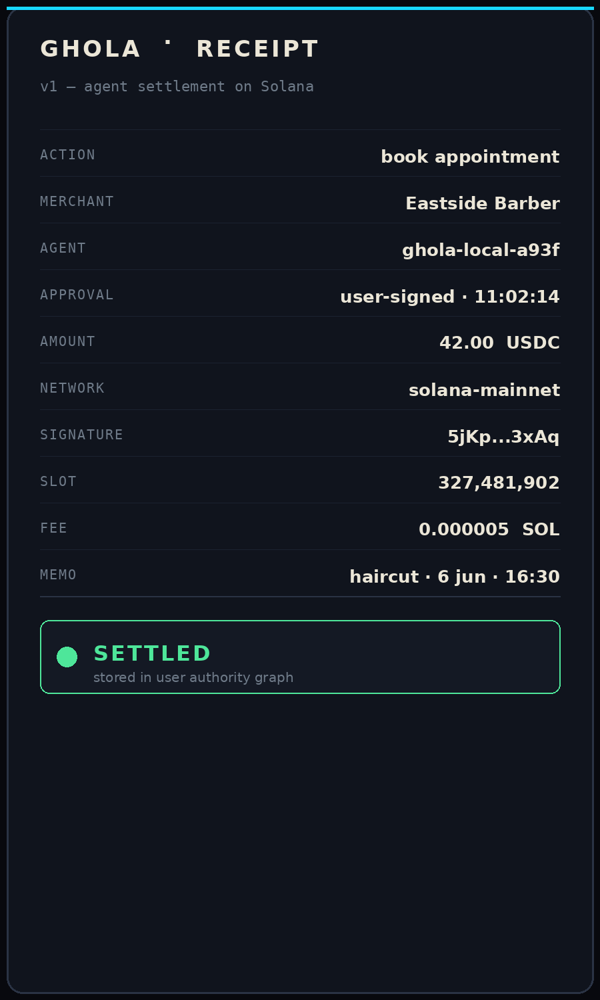 GHOLA · RECEIPT
v1 — agent settlement on Solana
ACTION book appointment
MERCHANT Eastside Barber
AGENT ghola-local-a93f
APPROVAL user-signed · 11:02:14
AMOUNT 42.00 USDC
NETWORK solana-mainnet
SIGNATURE 5jKp...3xAq
SLOT 327,481,902
FEE 0.000005 SOL
MEMO haircut · 6 jun · 16:30
SETTLED
stored in user authority graph